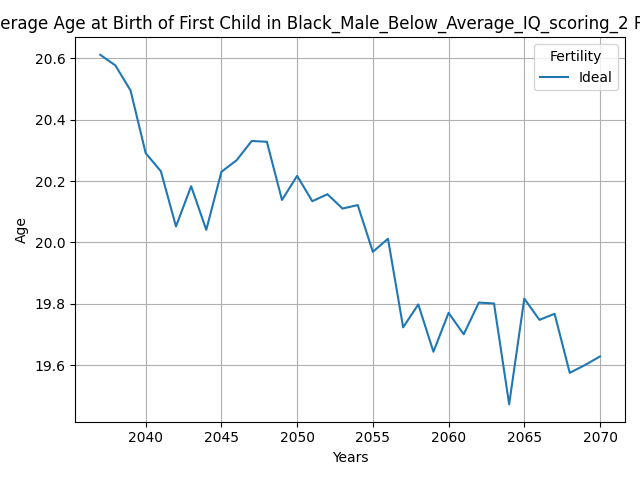 Age at Birth of First Child in Black_Male_Below_Average_IQ_scoring_2
Fertility
Ideal
20.6
20.4
20.2
20.0
19.8
19.6
Age
2040 2045 2050 2055 2060 2065 2070
Years